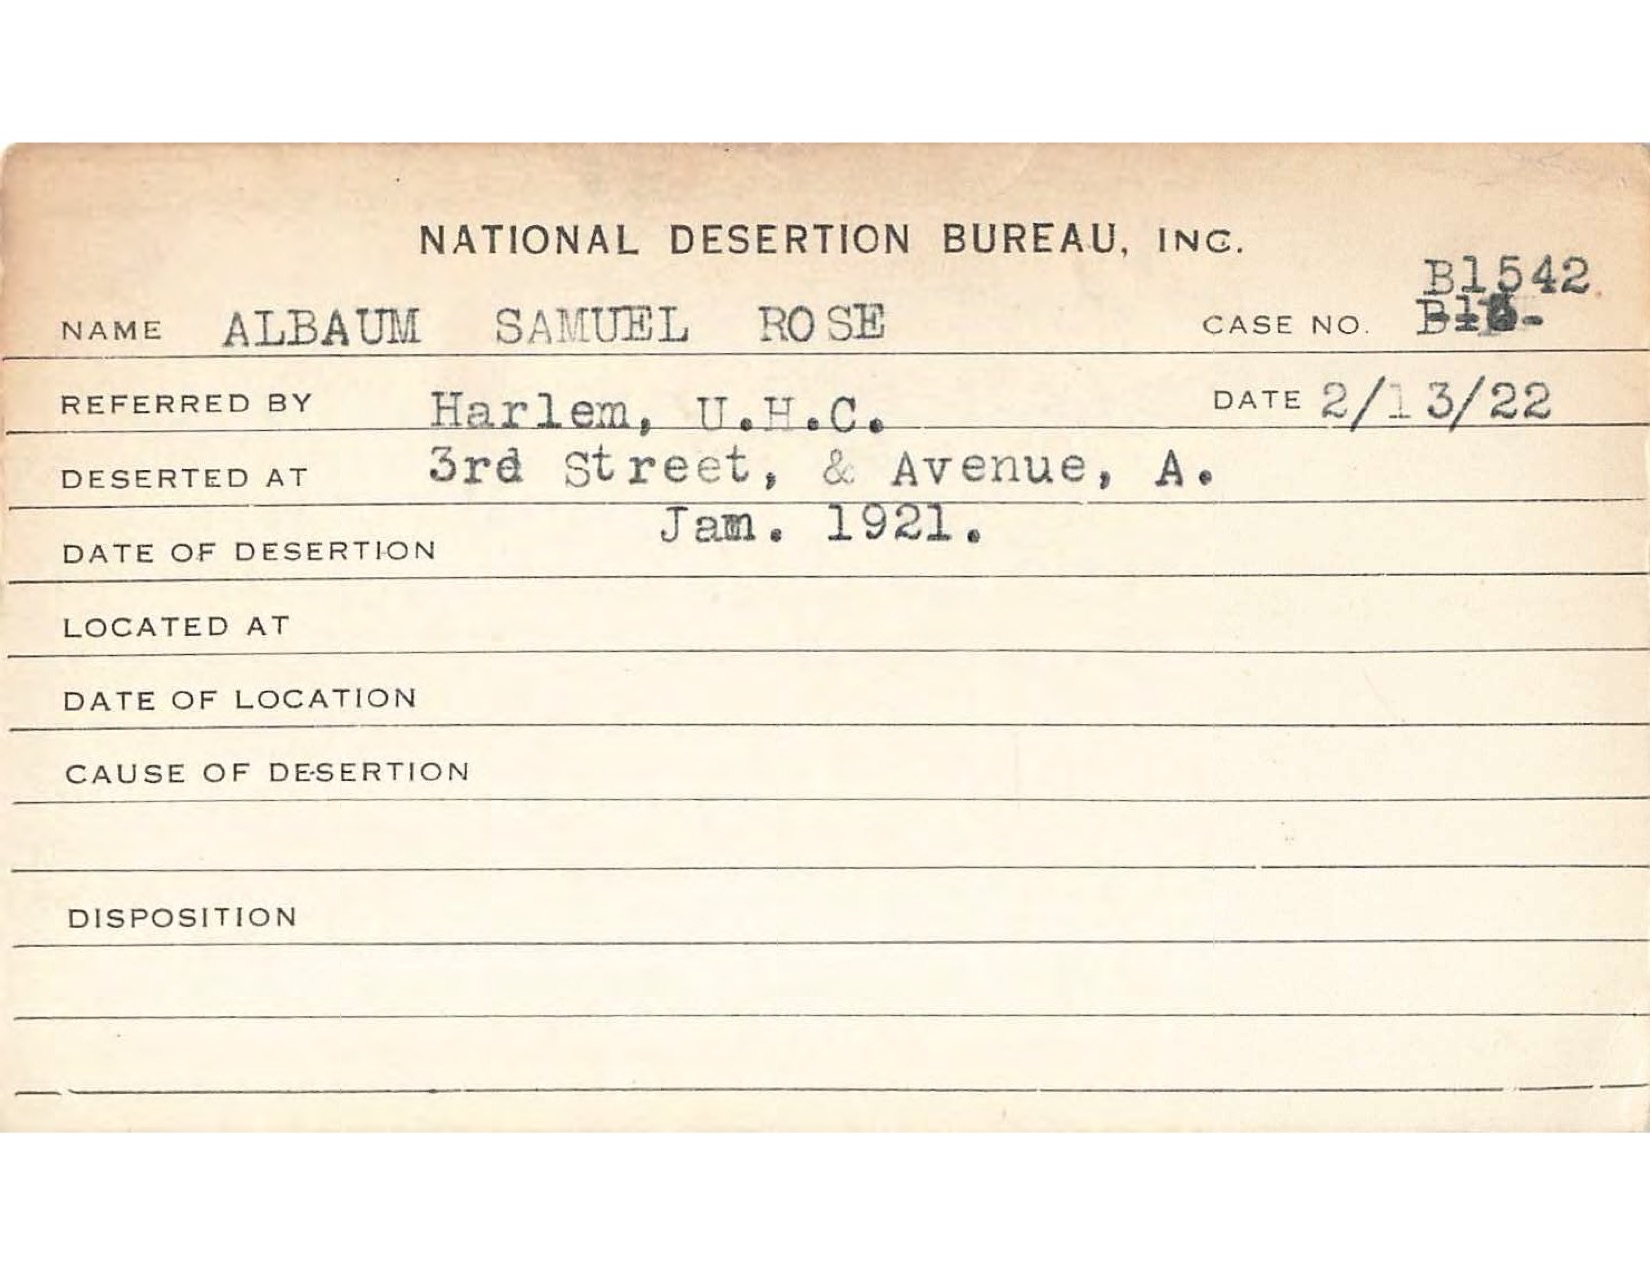 NATIONAL DESERTION BUREAU, INC.
B1542
NAME ALBAUM SAMUEL ROSE CASE NO.
REFERRED BY Harlem, U.H.C. DATE 2/13/22
DESERTED AT 3rd Street, & Avenue, A.
DATE OF DESERTION Jan. 1921.
LOCATED AT
DATE OF LOCATION
CAUSE OF DESERTION
DISPOSITION